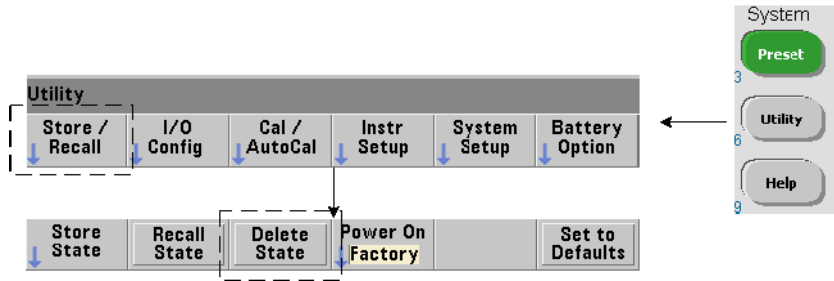 System
Preset
3
Utility
6
Help
9
Utility
Store / Recall
I/O Config
Cal / AutoCal
Instr Setup
System Setup
Battery Option
Store State
Recall State
Delete State
Power On Factory
Set to Defaults